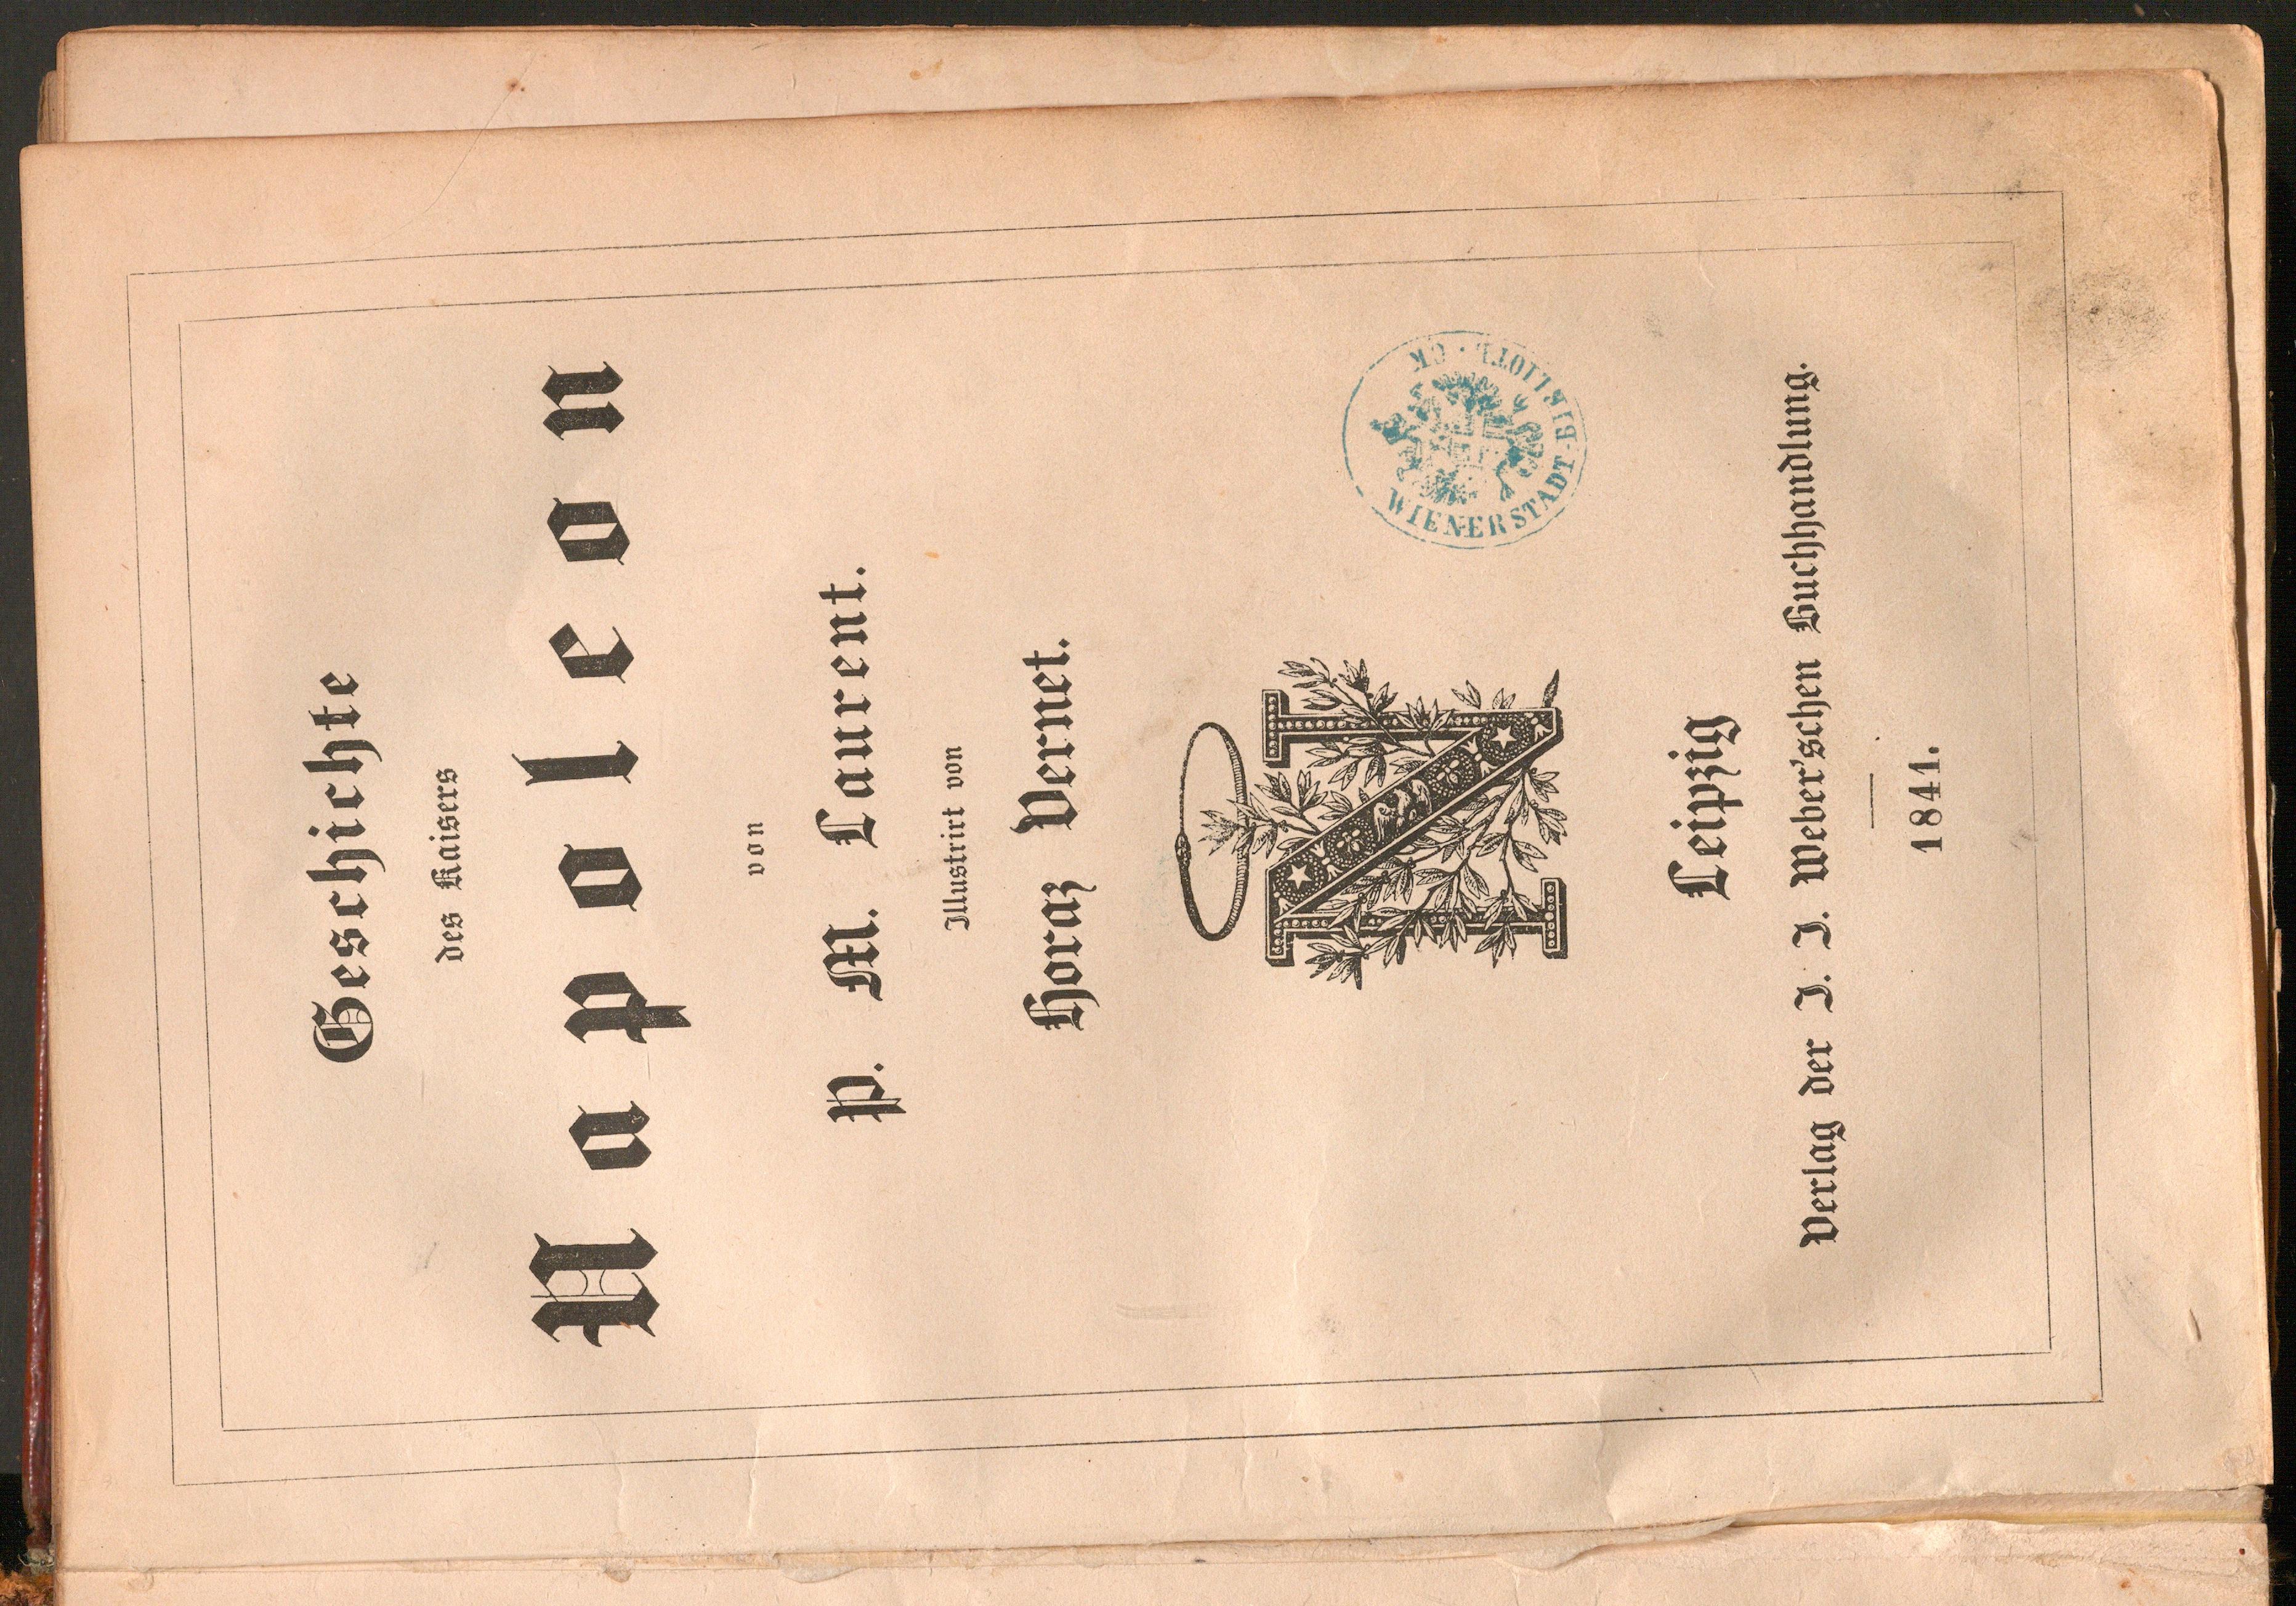 Geschichte
des Kaisers
Napoleon
von
P. M. Laurent.
Illustrirt von
Horaz Vernet.
N
WIENER STADT-BIBLIOTHEK
Leipzig
Verlag der J. J. Weber'schen Buchhandlung.
1841.